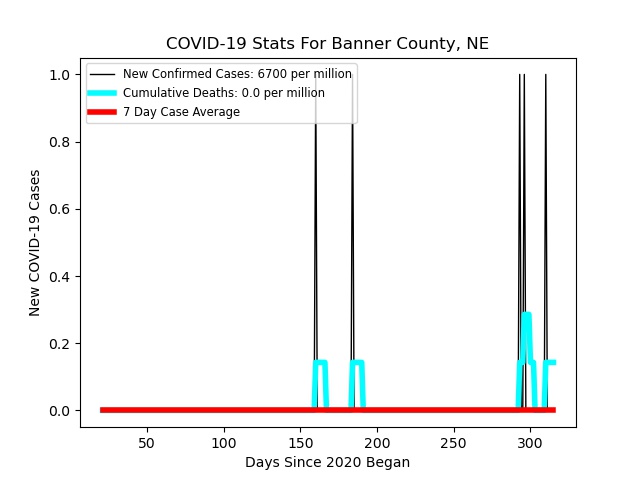 COVID-19 Stats For Banner County, NE
New Confirmed Cases: 6700 per million
Cumulative Deaths: 0.0 per million
7 Day Case Average
New COVID-19 Cases
1.0
0.8
0.6
0.4
0.2
0.0
50 100 150 200 250 300
Days Since 2020 Began